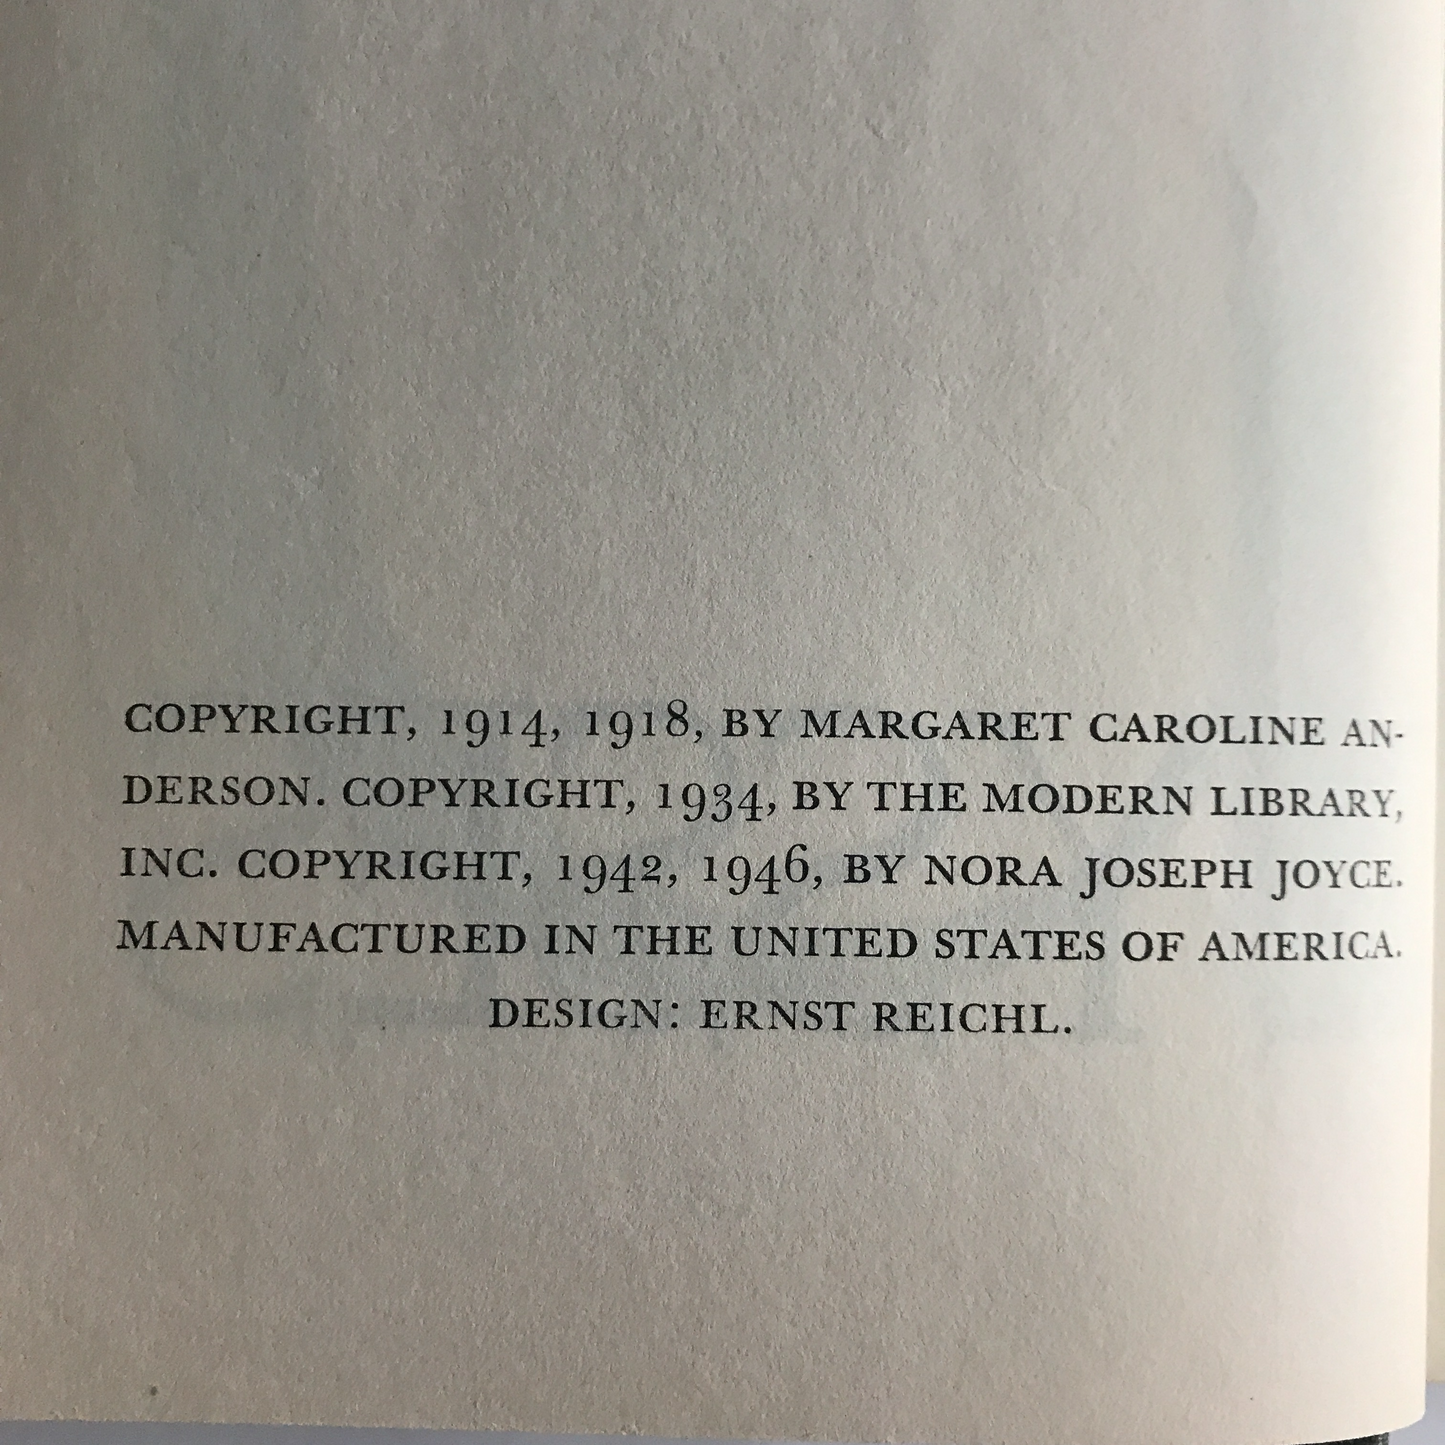 COPYRIGHT, 1914, 1918, BY MARGARET CAROLINE AN-
DERSON. COPYRIGHT, 1934, BY THE MODERN LIBRARY,
INC. COPYRIGHT, 1942, 1946, BY NORA JOSEPH JOYCE.
MANUFACTURED IN THE UNITED STATES OF AMERICA.
DESIGN: ERNST REICHL.